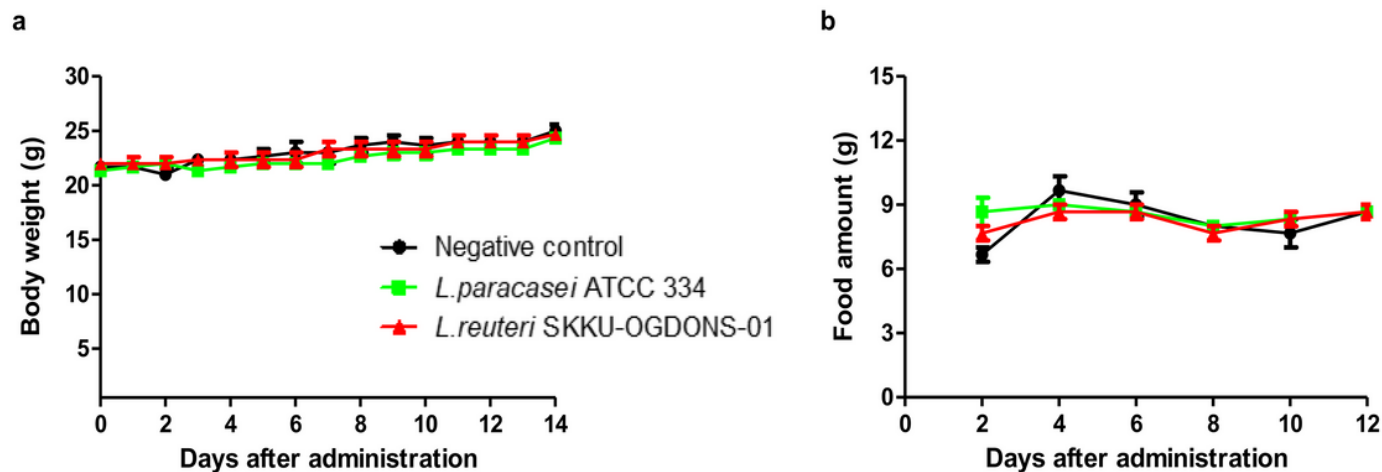 a
30
25
20
15
10
5
Body weight (g)
0 2 4 6 8 10 12 14
Days after administration
Negative control
L.paracasei ATCC 334
L.reuteri SKKU-OGDONS-01
b
15
12
9
6
3
0
Food amount (g)
0 2 4 6 8 10 12
Days after administration